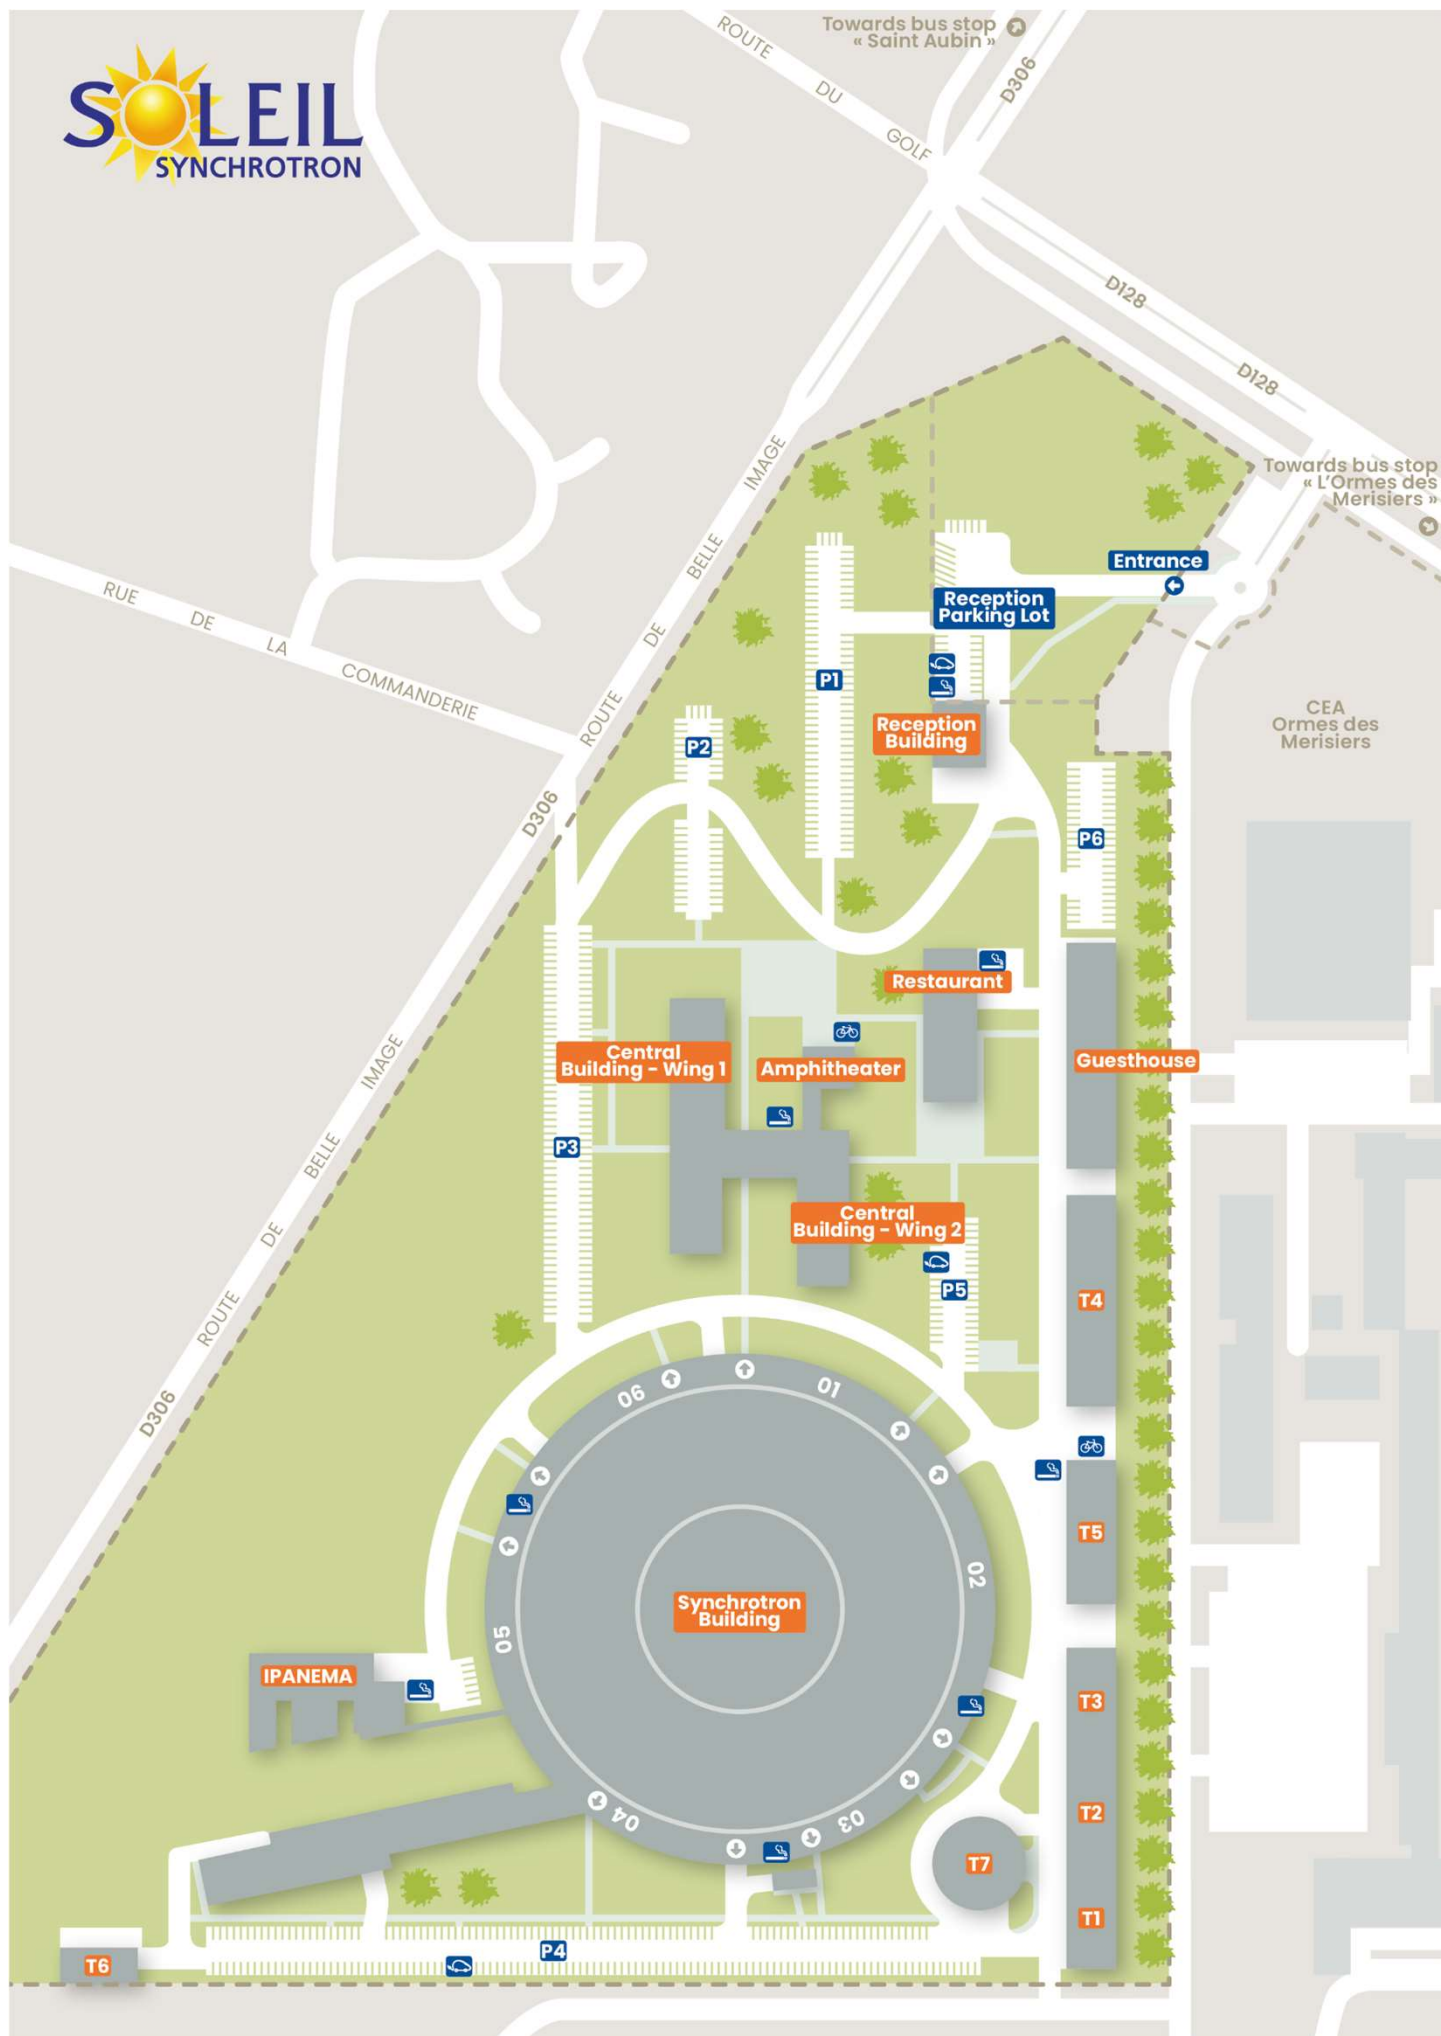 SOLEIL
SYNCHROTRON
Towards bus stop
« Saint Aubin »
ROUTE DU GOLF
D306
D128
D128
Towards bus stop
« L'Ormes des
Merisiers »
ROUTE DE BELLE IMAGE
Entrance
Reception
Parking Lot
RUE DE LA COMMANDERIE
P1
Reception
Building
CEA
Ormes des
Merisiers
P2
D306
P6
Restaurant
Central
Building - Wing 1
Amphitheater
Guesthouse
P3
Central
Building - Wing 2
P5
T4
ROUTE DE BELLE IMAGE
D306
06
01
02
T5
Synchrotron
Building
05
IPANEMA
T3
04
03
T2
T7
T1
P4
T6